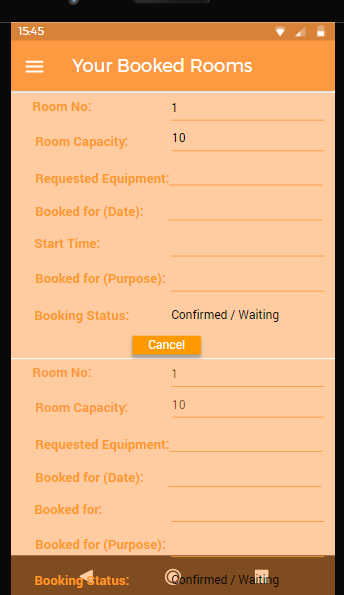 15:45
Your Booked Rooms
Room No: 1
Room Capacity: 10
Requested Equipment:
Booked for (Date):
Start Time:
Booked for (Purpose):
Booking Status: Confirmed / Waiting
Cancel
Room No: 1
Room Capacity: 10
Requested Equipment:
Booked for (Date):
Booked for:
Booked for (Purpose):
Booking Status: Confirmed / Waiting